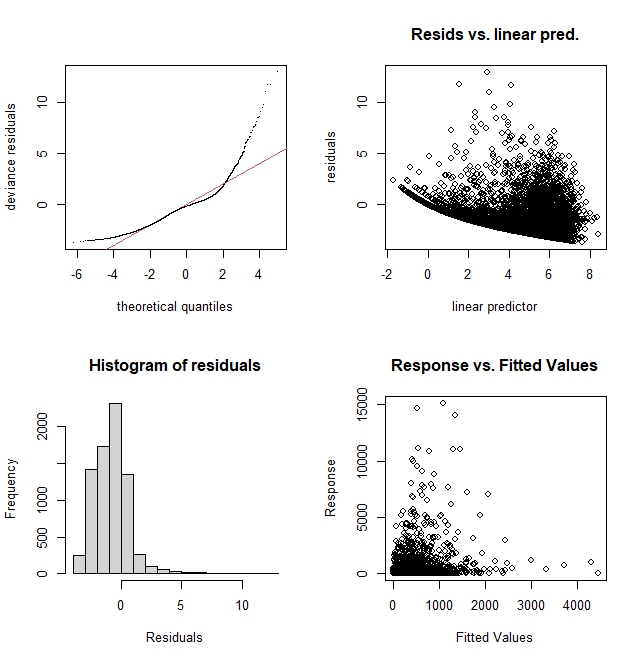 deviance residuals
0 5 10
-6 -4 -2 0 2 4
theoretical quantiles
Resids vs. linear pred.
residuals
0 5 10
-2 0 2 4 6 8
linear predictor
Histogram of residuals
Frequency
0 500 1000 2000
0 5 10
Residuals
Response vs. Fitted Values
Response
0 5000 10000 15000
0 1000 2000 3000 4000
Fitted Values